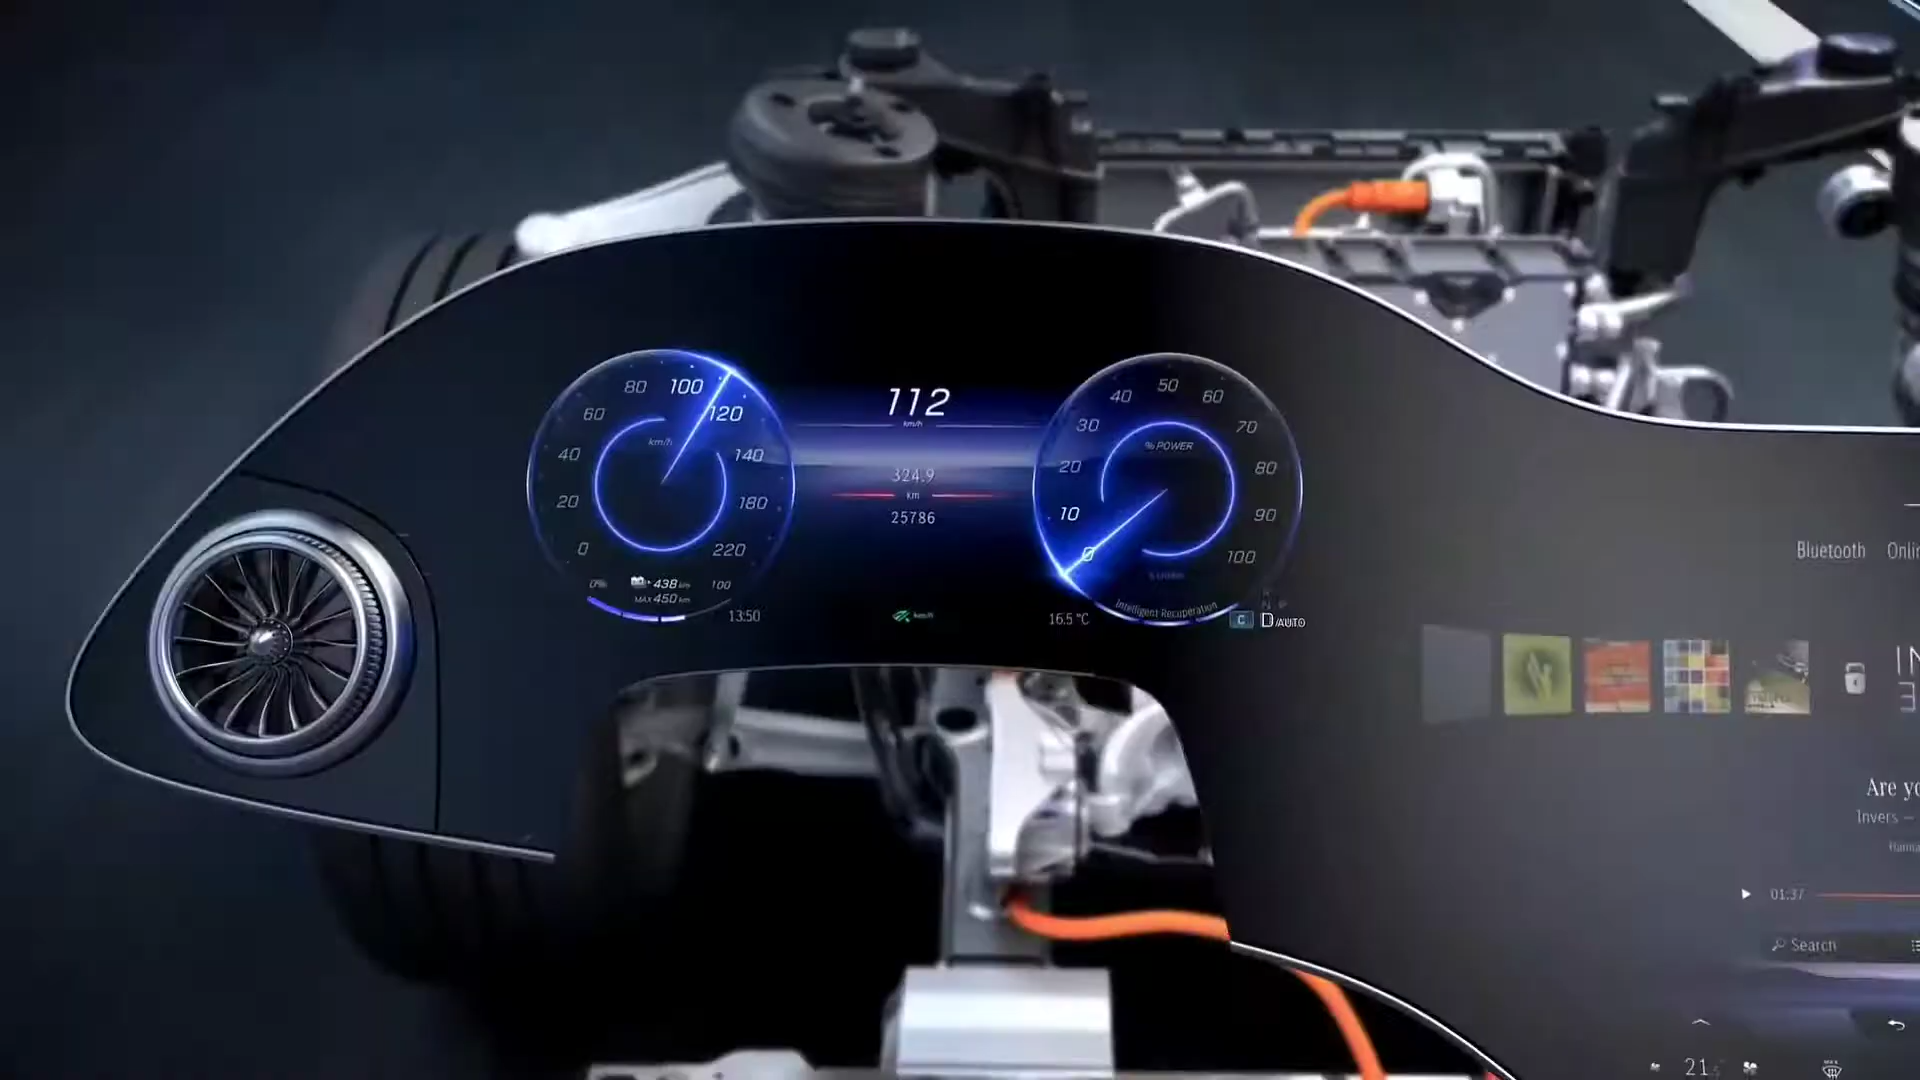 80 100
60 120
km/h
40 140
20 180
0 220
0% 438 km 100
MAX 450 km
13:50
112
km/h
324.9
km
25786
16.5 °C
50
40 60
30 70
% POWER
20 80
10 90
0 100
Intelligent Recuperation
C D/AUTO
Bluetooth
Are
Invers –
01:37
Search